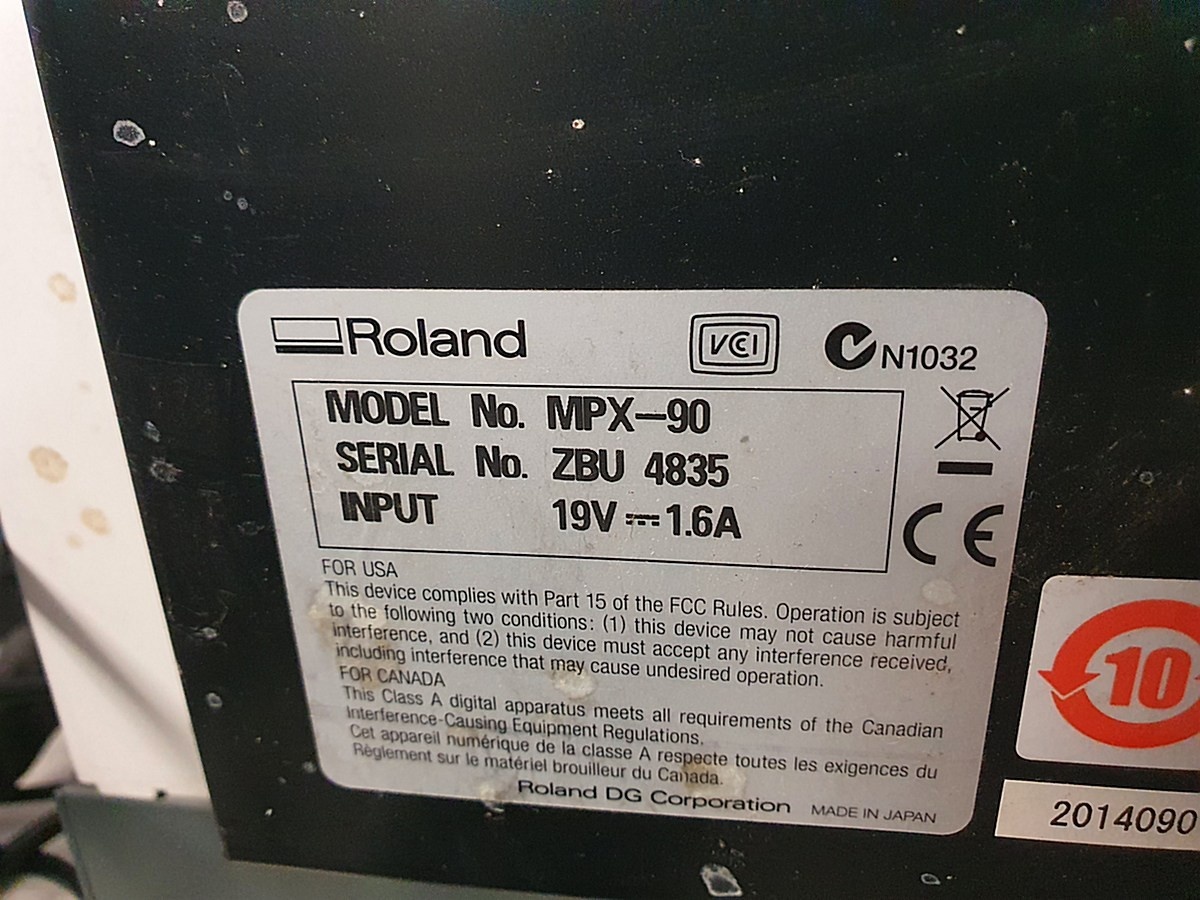 Roland
VCI
N1032
MODEL No. MPX-90
SERIAL No. ZBU 4835
INPUT 19V⎓1.6A
CE
FOR USA
This device complies with Part 15 of the FCC Rules. Operation is subject
to the following two conditions: (1) this device may not cause harmful
interference, and (2) this device must accept any interference received,
including interference that may cause undesired operation.
FOR CANADA
This Class A digital apparatus meets all requirements of the Canadian
Interference-Causing Equipment Regulations.
Cet appareil numérique de la classe A respecte toutes les exigences du
Règlement sur le matériel brouilleur du Canada.
Roland DG Corporation MADE IN JAPAN
10
2014090